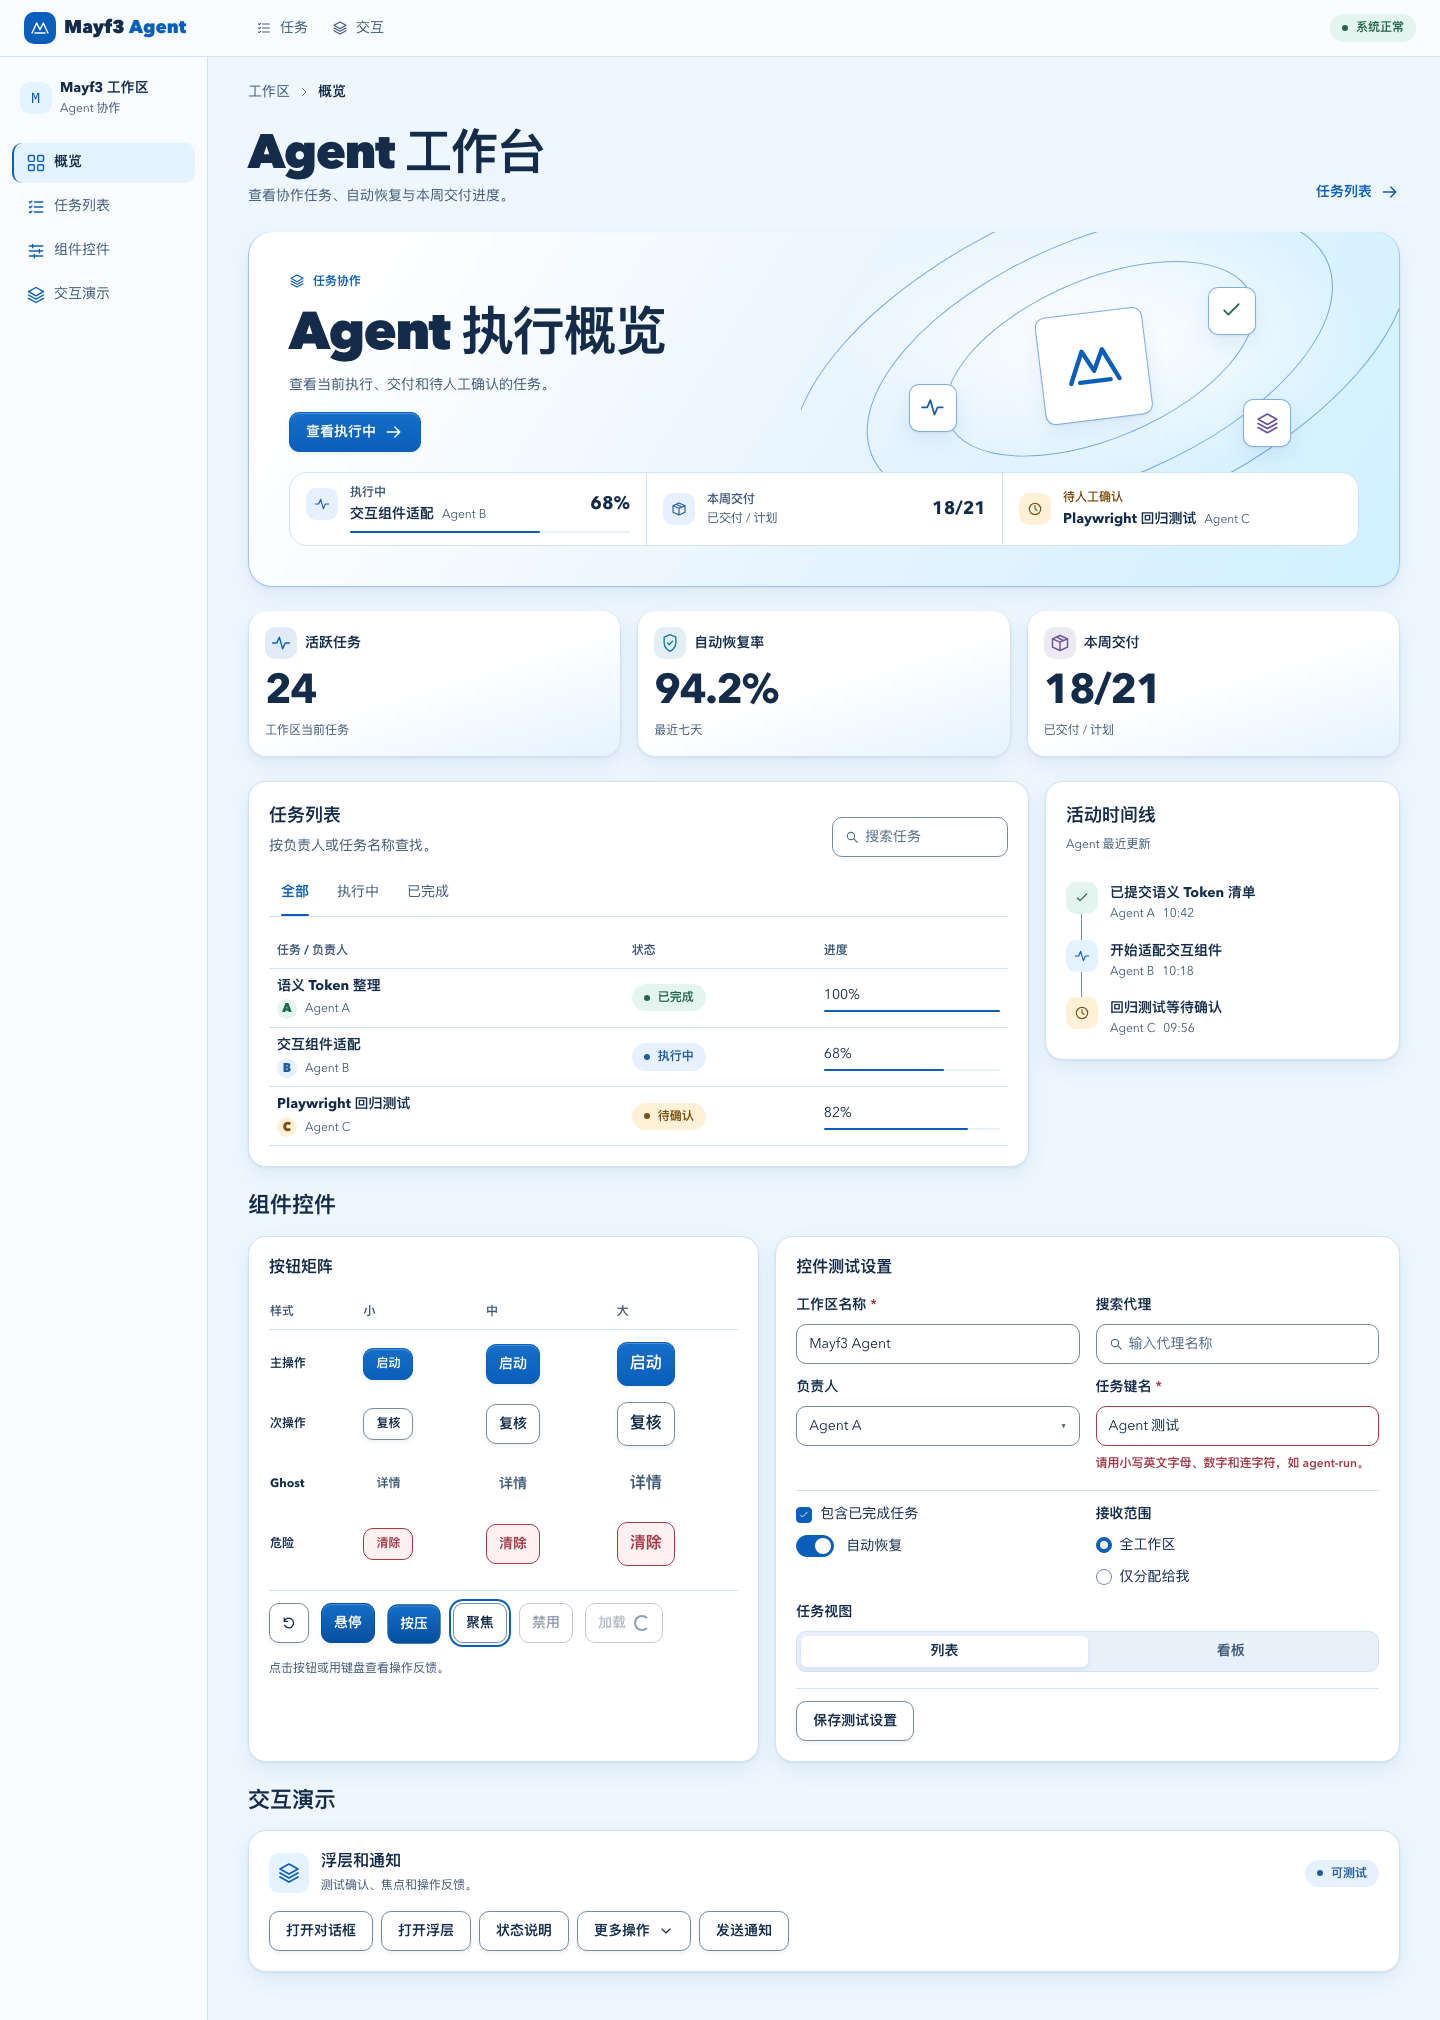 Mayf3 Agent
任务
交互
系统正常
M
Mayf3 工作区
Agent 协作
概览
任务列表
组件控件
交互演示
工作区 > 概览
Agent 工作台
查看协作任务、自动恢复与本周交付进度。
任务列表 →
任务协作
Agent 执行概览
查看当前执行、交付和待人工确认的任务。
查看执行中 →
执行中
交互组件适配 Agent B
68%
本周交付
已交付 / 计划
18/21
待人工确认
Playwright 回归测试 Agent C
活跃任务
24
工作区当前任务
自动恢复率
94.2%
最近七天
本周交付
18/21
已交付 / 计划
任务列表
按负责人或任务名称查找。
搜索任务
全部 执行中 已完成
任务 / 负责人 状态 进度
语义 Token 整理
A Agent A
已完成
100%
交互组件适配
B Agent B
执行中
68%
Playwright 回归测试
C Agent C
待确认
82%
活动时间线
Agent 最近更新
已提交语义 Token 清单
Agent A 10:42
开始适配交互组件
Agent B 10:18
回归测试等待确认
Agent C 09:56
组件控件
按钮矩阵
样式 小 中 大
主操作 启动 启动 启动
次操作 复核 复核 复核
Ghost 详情 详情 详情
危险 清除 清除 清除
悬停 按压 聚焦 禁用 加载
点击按钮或用键盘查看操作反馈。
控件测试设置
工作区名称 *
Mayf3 Agent
搜索代理
输入代理名称
负责人
Agent A
任务键名 *
Agent 测试
请用小写英文字母、数字和连字符，如 agent-run。
包含已完成任务
自动恢复
接收范围
全工作区
仅分配给我
任务视图
列表 看板
保存测试设置
交互演示
浮层和通知
测试确认、焦点和操作反馈。
可测试
打开对话框 打开浮层 状态说明 更多操作 发送通知